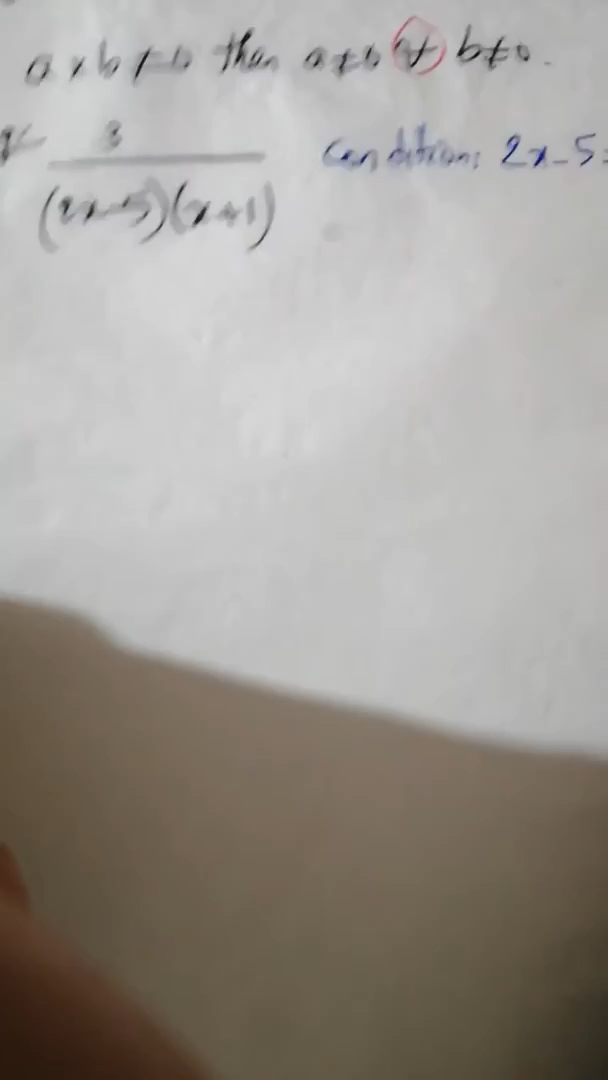 a × b ≠ 0 then a ≠ 0 b ≠ 0.
3
(2x-5)(x+1) Condition: 2x-5